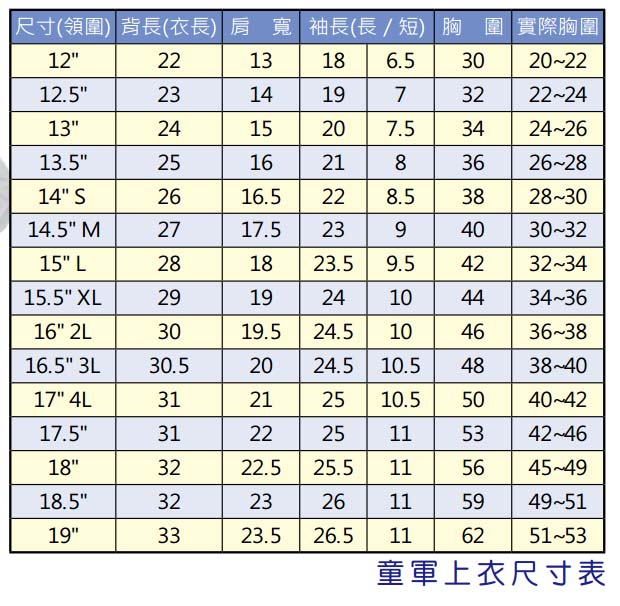 尺寸(領圍) 背長(衣長) 肩 寬 袖長(長 / 短) 胸 圍 實際胸圍
12" 22 13 18 6.5 30 20~22
12.5" 23 14 19 7 32 22~24
13" 24 15 20 7.5 34 24~26
13.5" 25 16 21 8 36 26~28
14" S 26 16.5 22 8.5 38 28~30
14.5" M 27 17.5 23 9 40 30~32
15" L 28 18 23.5 9.5 42 32~34
15.5" XL 29 19 24 10 44 34~36
16" 2L 30 19.5 24.5 10 46 36~38
16.5" 3L 30.5 20 24.5 10.5 48 38~40
17" 4L 31 21 25 10.5 50 40~42
17.5" 31 22 25 11 53 42~46
18" 32 22.5 25.5 11 56 45~49
18.5" 32 23 26 11 59 49~51
19" 33 23.5 26.5 11 62 51~53
童軍上衣尺寸表